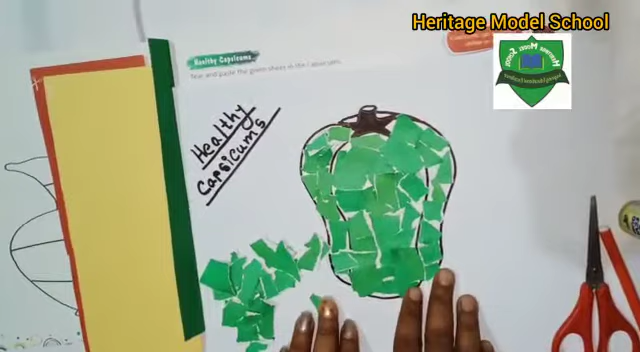 Heritage Model School
Healthy Capsicums
Tear and paste the green sheet in the Capsicum.
Healthy
Capsicums